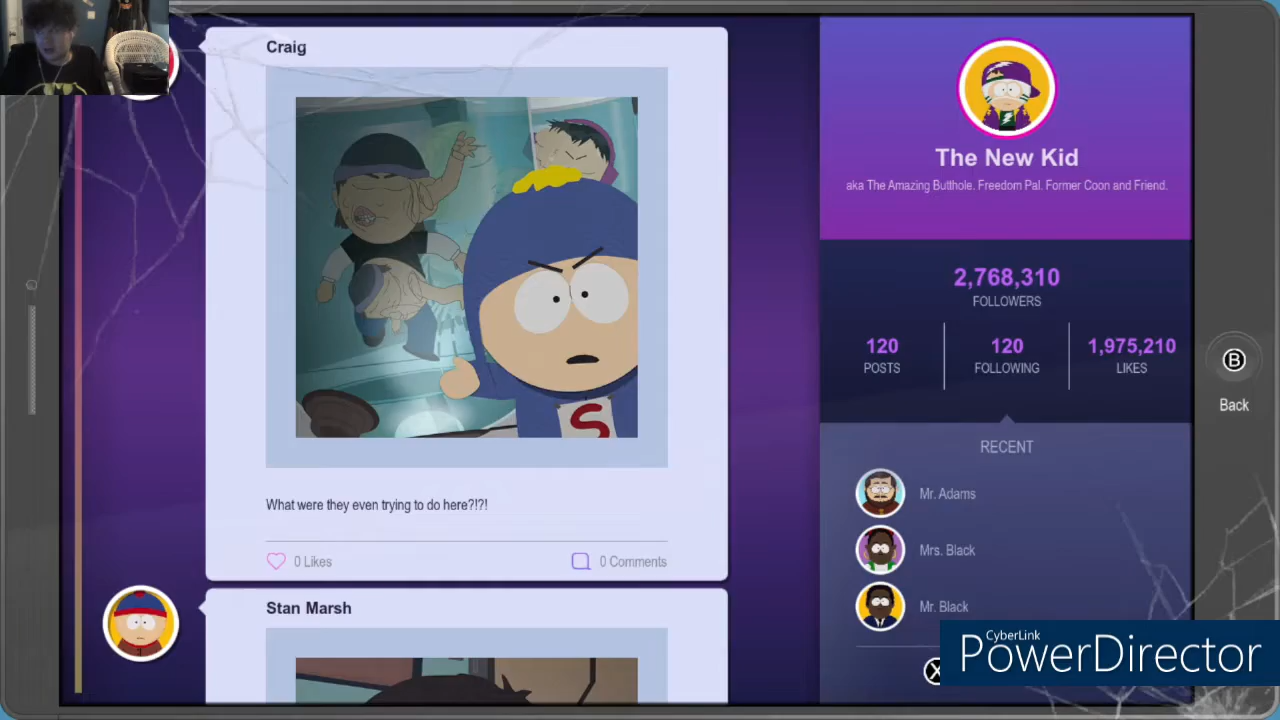 Craig
S
What were they even trying to do here?!?!
0 Likes
0 Comments
Stan Marsh
The New Kid
aka The Amazing Butthole. Freedom Pal. Former Coon and Friend.
2,768,310
FOLLOWERS
120
POSTS
120
FOLLOWING
1,975,210
LIKES
RECENT
Mr. Adams
Mrs. Black
Mr. Black
X
B
Back
CyberLink
PowerDirector